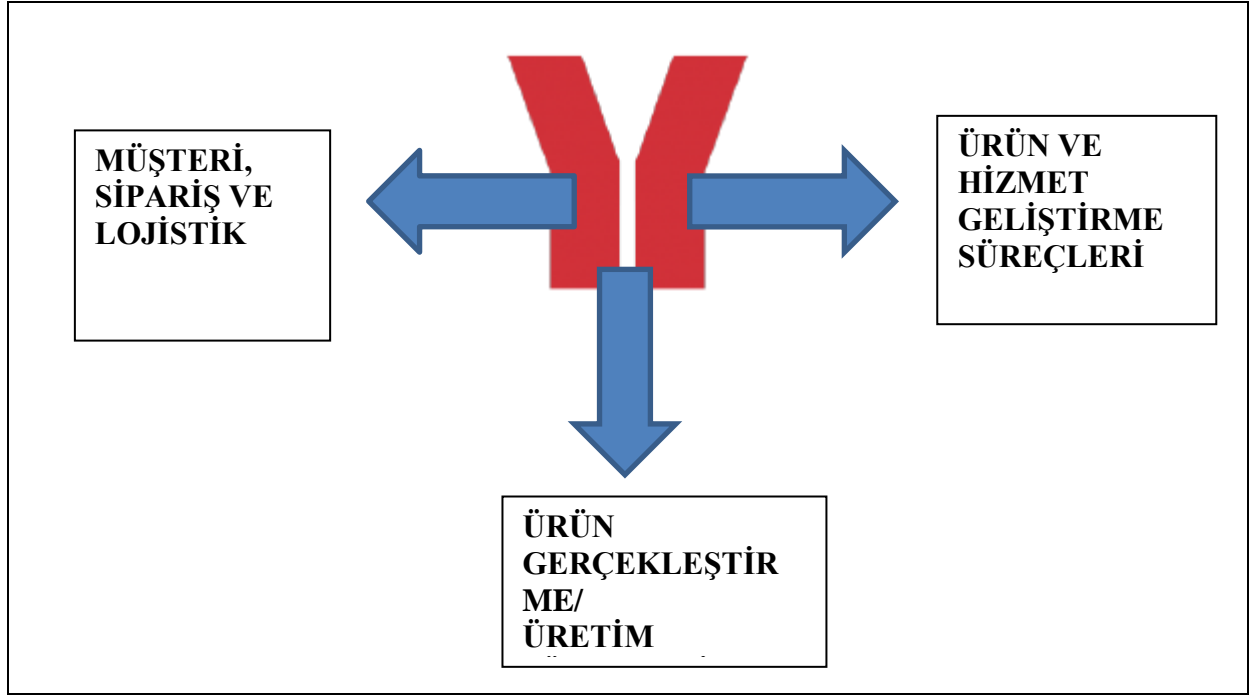 MÜŞTERİ,
SİPARİŞ VE
LOJİSTİK
ÜRÜN VE
HİZMET
GELİŞTİRME
SÜREÇLERİ
ÜRÜN
GERÇEKLEŞTİR
ME/
ÜRETİM